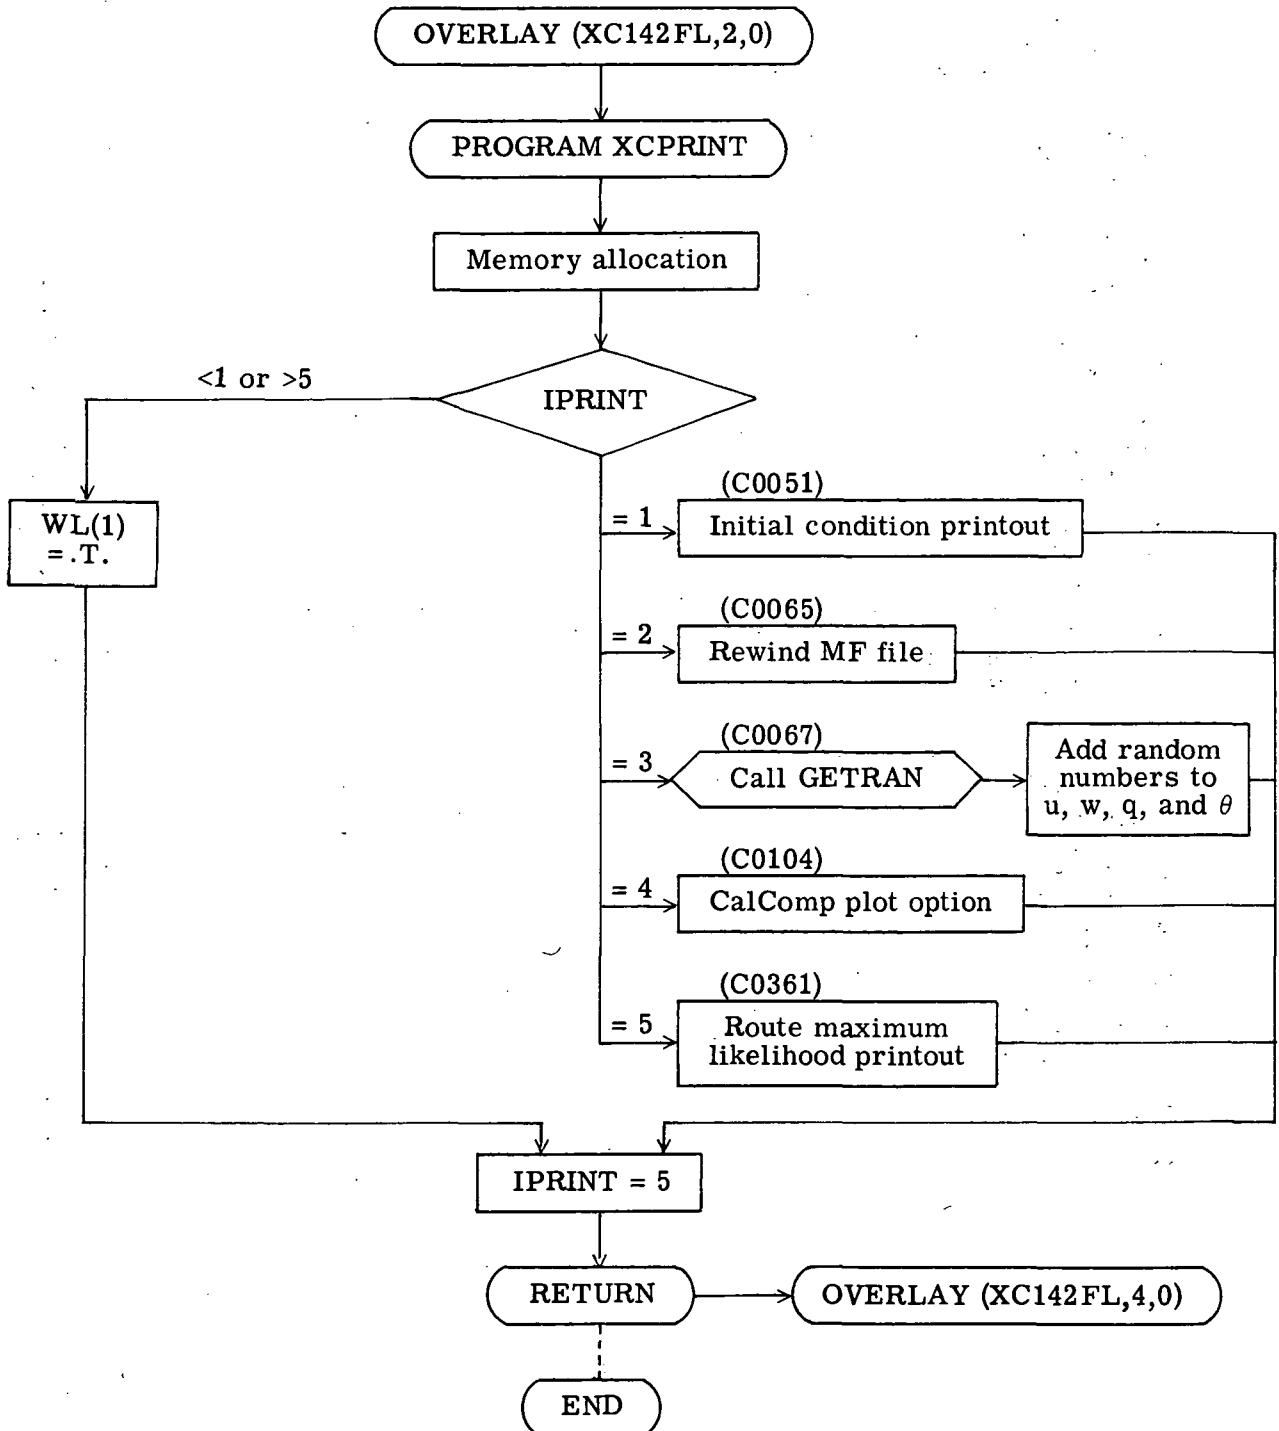 OVERLAY (XC142FL,2,0)
PROGRAM XCPRINT
Memory allocation
<1 or >5
IPRINT
WL(1)
= .T.
(C0051)
= 1
Initial condition printout
(C0065)
= 2
Rewind MF file
(C0067)
= 3
Call GETRAN
Add random
numbers to
u, w, q, and θ
(C0104)
= 4
CalComp plot option
(C0361)
= 5
Route maximum
likelihood printout
IPRINT = 5
RETURN
OVERLAY (XC142FL,4,0)
END